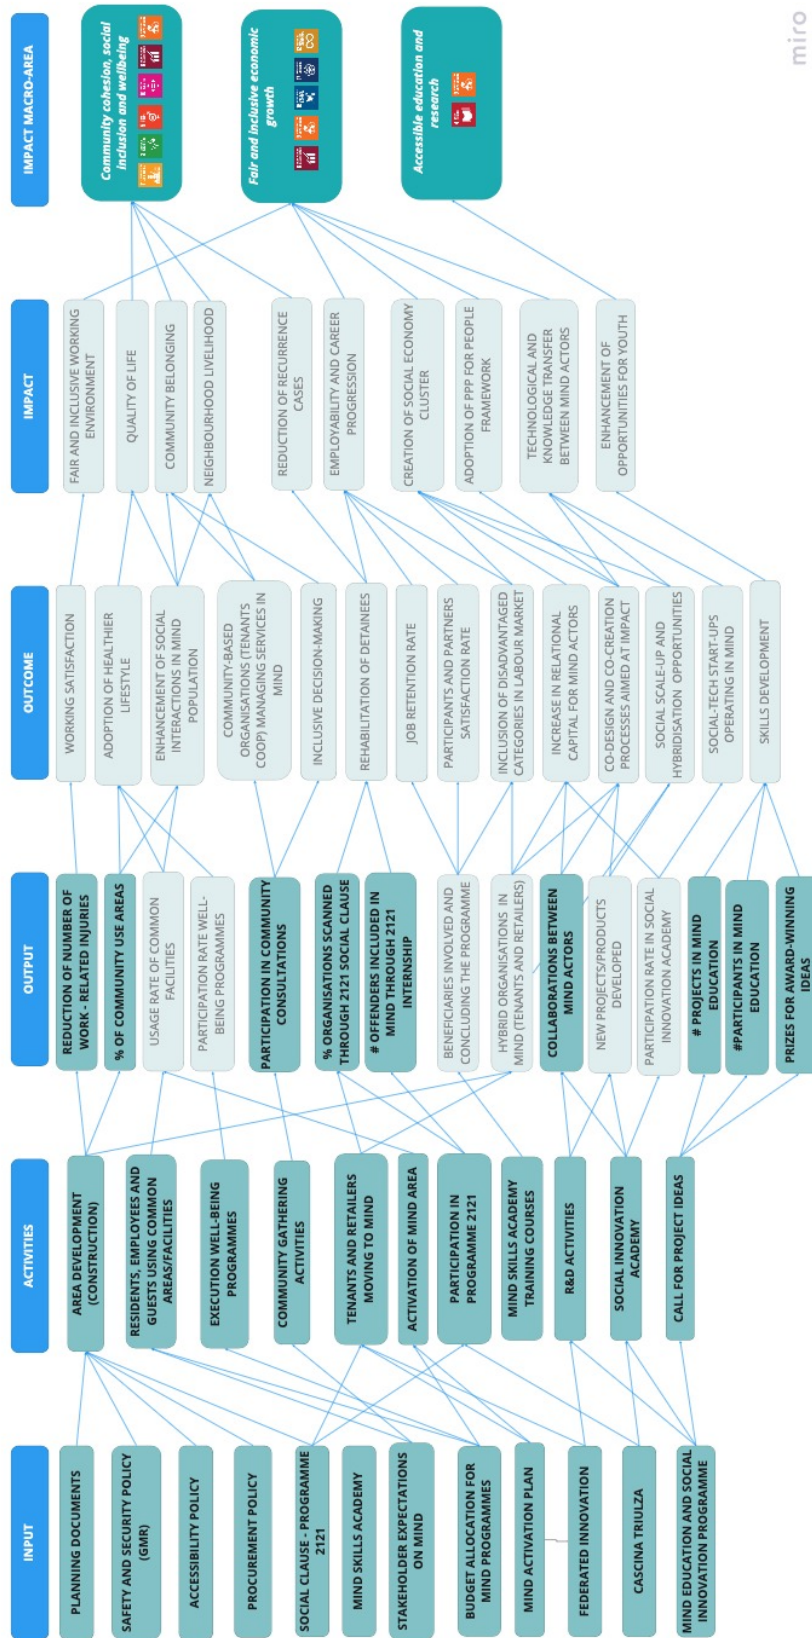 INPUT
PLANNING DOCUMENTS
SAFETY AND SECURITY POLICY
(GMR)
ACCESSIBILITY POLICY
PROCUREMENT POLICY
SOCIAL CLAUSE - PROGRAMME
2121
MIND SKILLS ACADEMY
STAKEHOLDER EXPECTATIONS
ON MIND
BUDGET ALLOCATION FOR
MIND PROGRAMMES
MIND ACTIVATION PLAN
FEDERATED INNOVATION
CASCINA TRIULZA
MIND EDUCATION AND SOCIAL
INNOVATION PROGRAMME
ACTIVITIES
AREA DEVELOPMENT
(CONSTRUCTION)
RESIDENTS, EMPLOYEES AND
GUESTS USING COMMON
AREAS/FACILITIES
EXECUTION WELL-BEING
PROGRAMMES
COMMUNITY GATHERING
ACTIVITIES
TENANTS AND RETAILERS
MOVING TO MIND
ACTIVATION OF MIND AREA
PARTICIPATION IN
PROGRAMME 2121
MIND SKILLS ACADEMY
TRAINING COURSES
R&D ACTIVITIES
SOCIAL INNOVATION
ACADEMY
CALL FOR PROJECT IDEAS
OUTPUT
REDUCTION OF NUMBER OF
WORK - RELATED INJURIES
% OF COMMUNITY USE AREAS
USAGE RATE OF COMMON
FACILITIES
PARTICIPATION RATE WELL-
BEING PROGRAMMES
PARTICIPATION IN COMMUNITY
CONSULTATIONS
% ORGANISATIONS SCANNED
THROUGH 2121 SOCIAL CLAUSE
# OFFENDERS INCLUDED IN
MIND THROUGH 2121
INTERNSHIP
BENEFICIARIES INVOLVED AND
CONCLUDING THE PROGRAMME
HYBRID ORGANISATIONS IN
MIND (TENANTS AND RETAILERS)
COLLABORATIONS BETWEEN
MIND ACTORS
NEW PROJECTS/PRODUCTS
DEVELOPED
PARTICIPATION RATE IN SOCIAL
INNOVATION ACADEMY
# PROJECTS IN MIND
EDUCATION
#PARTICIPANTS IN MIND
EDUCATION
PRIZES FOR AWARD-WINNING
IDEAS
OUTCOME
WORKING SATISFACTION
ADOPTION OF HEALTHIER
LIFESTYLE
ENHANCEMENT OF SOCIAL
INTERACTIONS IN MIND
POPULATION
COMMUNITY-BASED
ORGANISATIONS (TENANTS
COOP) MANAGING SERVICES IN
MIND
INCLUSIVE DECISION-MAKING
REHABILITATION OF DETAINEES
JOB RETENTION RATE
PARTICIPANTS AND PARTNERS
SATISFACTION RATE
INCLUSION OF DISADVANTAGED
CATEGORIES IN LABOUR MARKET
INCREASE IN RELATIONAL
CAPITAL FOR MIND ACTORS
CO-DESIGN AND CO-CREATION
PROCESSES AIMED AT IMPACT
SOCIAL SCALE-UP AND
HYBRIDISATION OPPORTUNITIES
SOCIAL-TECH START-UPS
OPERATING IN MIND
SKILLS DEVELOPMENT
IMPACT
FAIR AND INCLUSIVE WORKING
ENVIRONMENT
QUALITY OF LIFE
COMMUNITY BELONGING
NEIGHBOURHOOD LIVELIHOOD
REDUCTION OF RECURRENCE
CASES
EMPLOYABILITY AND CAREER
PROGRESSION
CREATION OF SOCIAL ECONOMY
CLUSTER
ADOPTION OF PPP FOR PEOPLE
FRAMEWORK
TECHNOLOGICAL AND
KNOWLEDGE TRANSFER
BETWEEN MIND ACTORS
ENHANCEMENT OF
OPPORTUNITIES FOR YOUTH
IMPACT MACRO-AREA
Community cohesion, social
inclusion and wellbeing
Fair and inclusive economic
growth
Accessible education and
research
miro